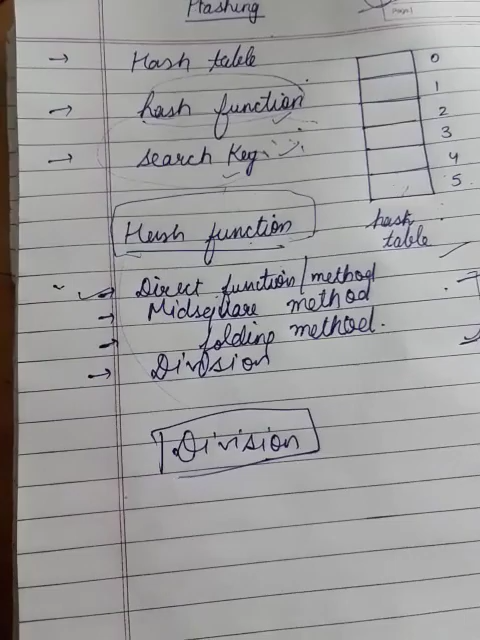 Hashing
Page
→ Hash table
→ hash function
→ search Key
0
1
2
3
4
5
hash table
Hash function
→ Direct function/method
→ Midsquare method
→ folding method.
→ Division
Division